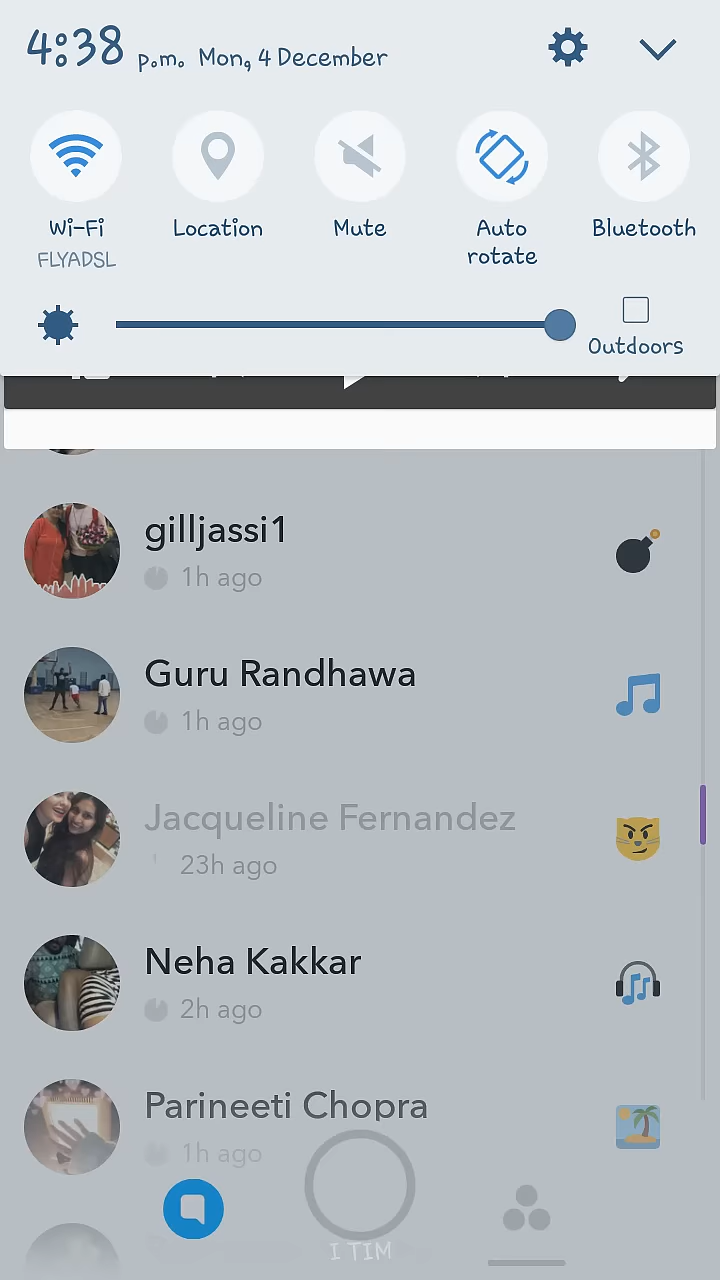 4:38 p.m. Mon, 4 December
Wi-Fi Location Mute Auto rotate Bluetooth
FLYADSL
Outdoors
gilljassi1
1h ago
Guru Randhawa
1h ago
Jacqueline Fernandez
23h ago
Neha Kakkar
2h ago
Parineeti Chopra
1h ago
I TIM